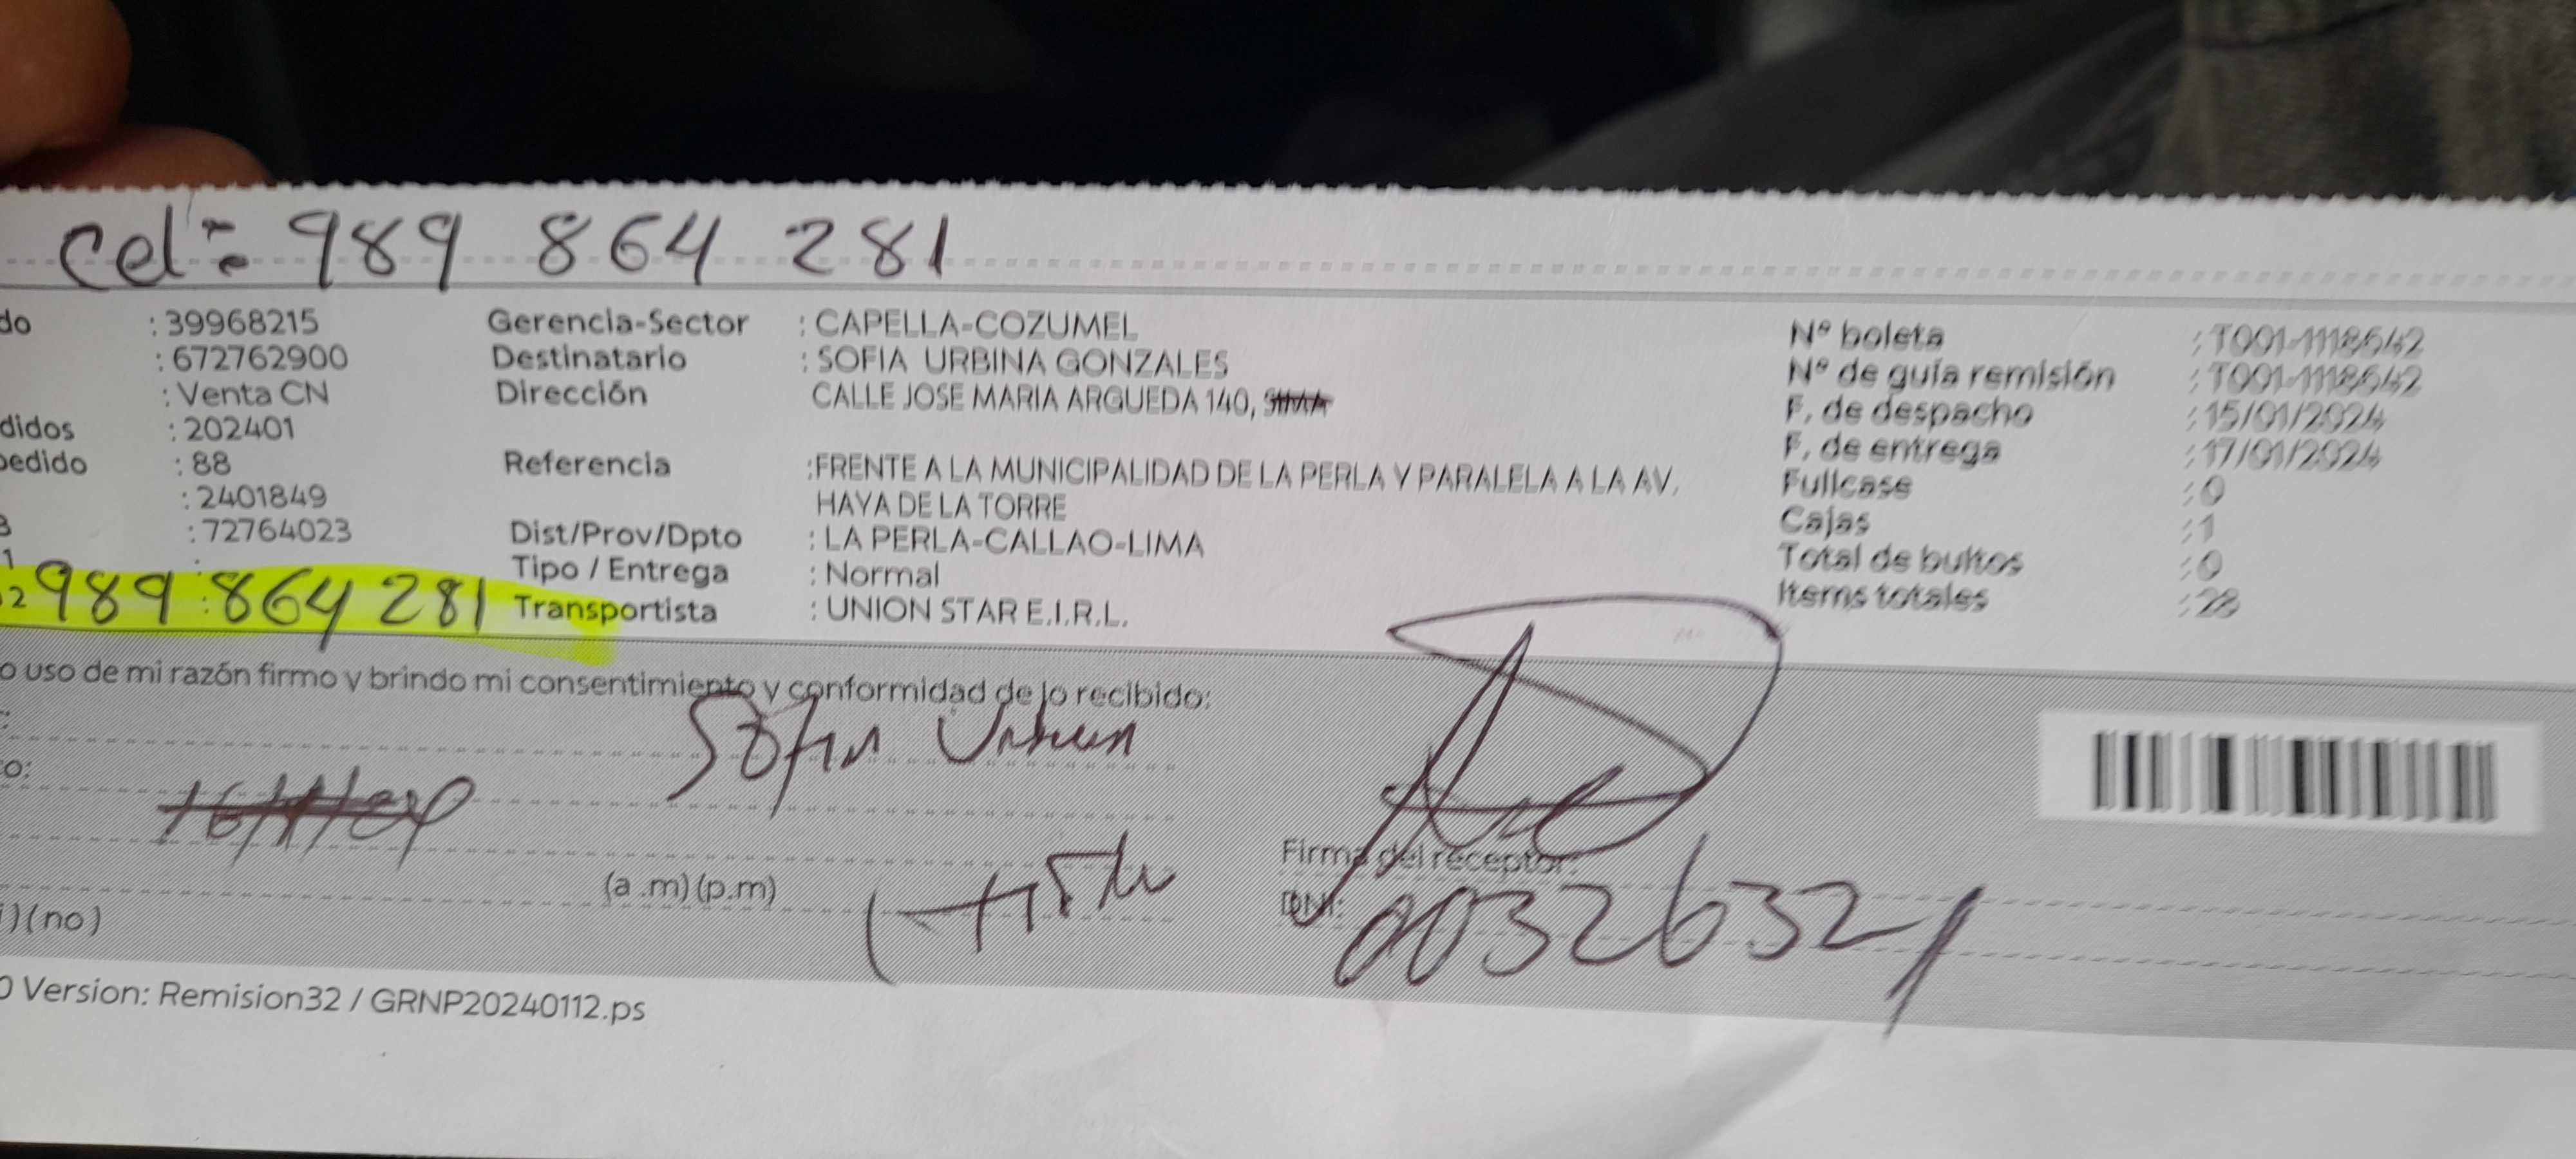 Cel: 989 864 281
do : 39968215
: 672762900
: Venta CN
didos : 202401
pedido : 88
: 2401849
: 72764023
1 :
2 989 864 281
Gerencia-Sector : CAPELLA-COZUMEL
Destinatario : SOFIA URBINA GONZALES
Dirección CALLE JOSE MARIA ARGUEDA 140,
Referencia :FRENTE A LA MUNICIPALIDAD DE LA PERLA Y PARALELA A LA AV.
HAYA DE LA TORRE
Dist/Prov/Dpto : LA PERLA-CALLAO-LIMA
Tipo / Entrega : Normal
Transportista : UNION STAR E.I.R.L.
Nº boleta : T001-1118642
Nº de guía remisión : T001-1118642
F. de despacho : 15/01/2024
F. de entrega : 17/01/2024
Fullcase : 0
Cajas : 1
Total de bultos : 0
Items totales : 28
o uso de mi razón firmo y brindo mi consentimiento y conformidad de lo recibido:
Sofia
o:
(a .m) (p.m)
) (no)
Firma del receptor:
DNI:
0 Version: Remision32 / GRNP20240112.ps